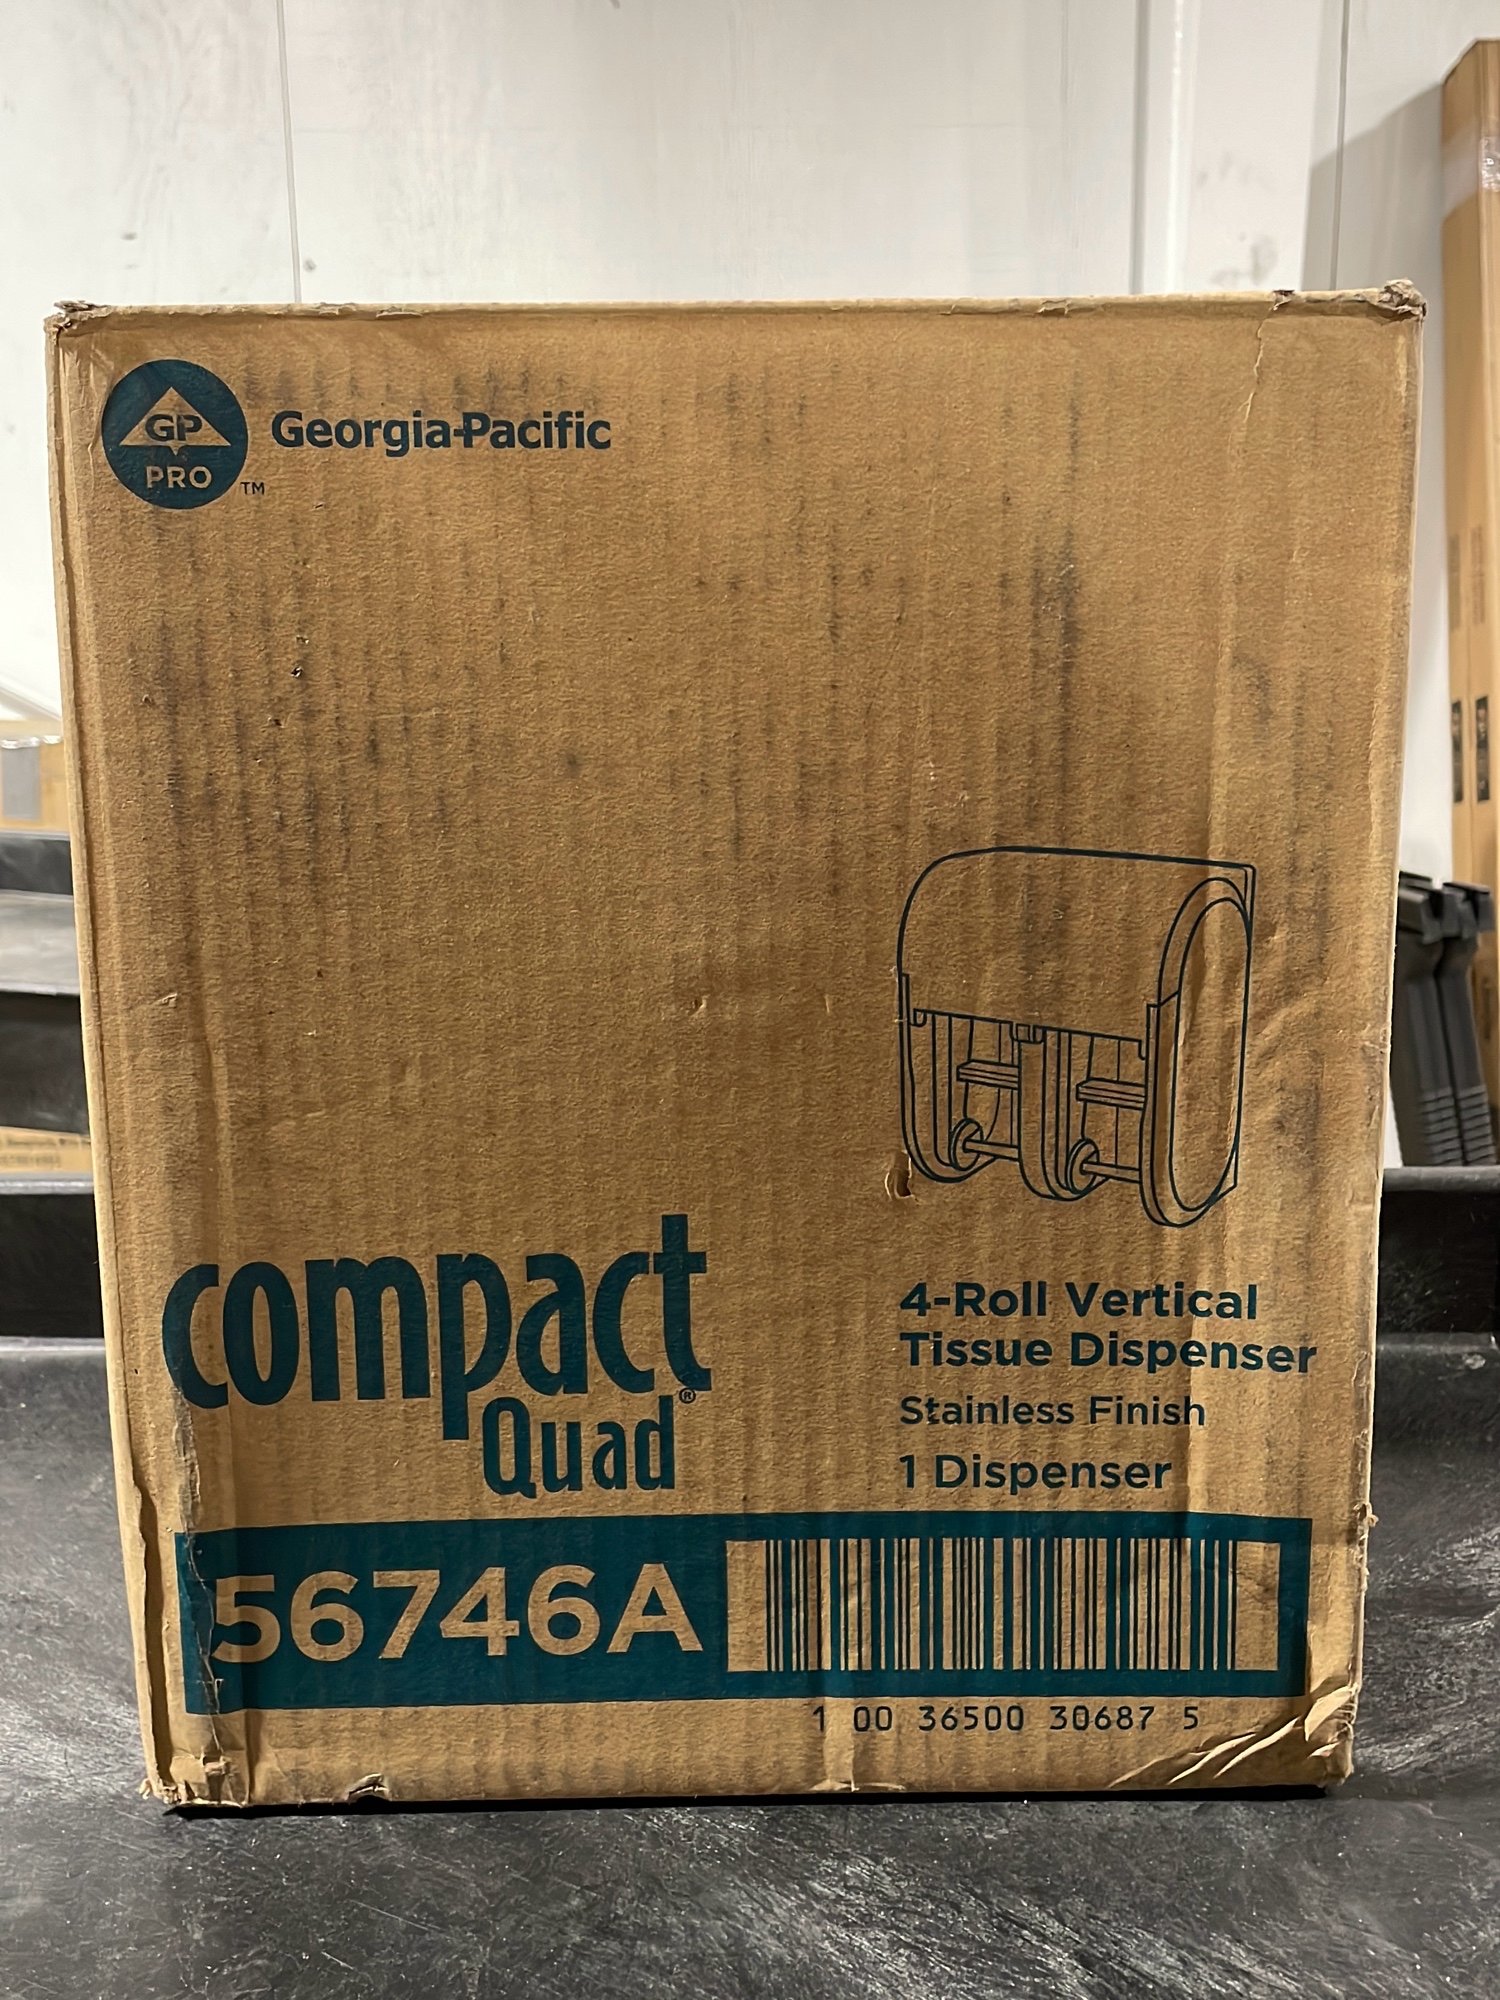 GP
PRO
TM
Georgia-Pacific
compact®
Quad
4-Roll Vertical
Tissue Dispenser
Stainless Finish
1 Dispenser
56746A
1 00 36500 30687 5